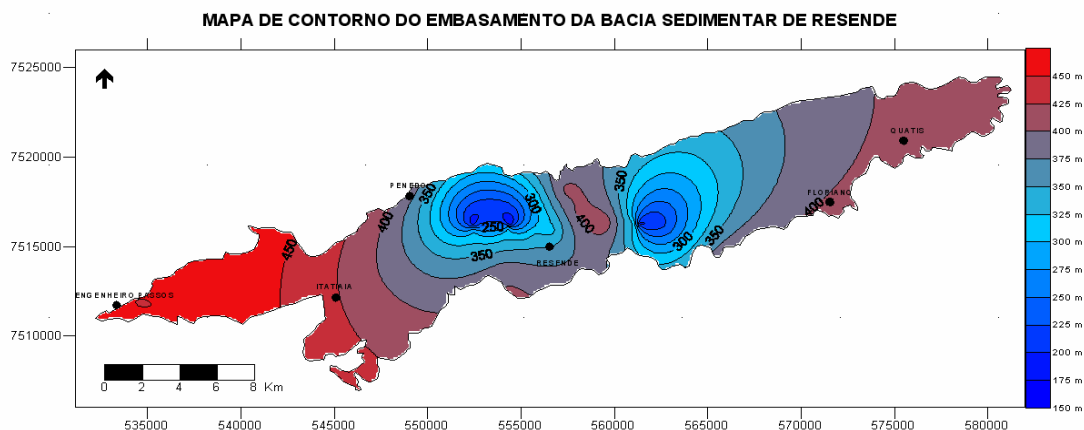 MAPA DE CONTORNO DO EMBASAMENTO DA BACIA SEDIMENTAR DE RESENDE
7525000
7520000
7515000
7510000
QUATIS
PENEDO
350
300
350
FLORIANO
400
400
400
250
450
350
300
350
RESENDE
ITATIAIA
ENGENHEIRO PASSOS
0 2 4 6 8 Km
535000 540000 545000 550000 555000 560000 565000 570000 575000 580000
450 m
425 m
400 m
375 m
350 m
325 m
300 m
275 m
250 m
225 m
200 m
175 m
150 m